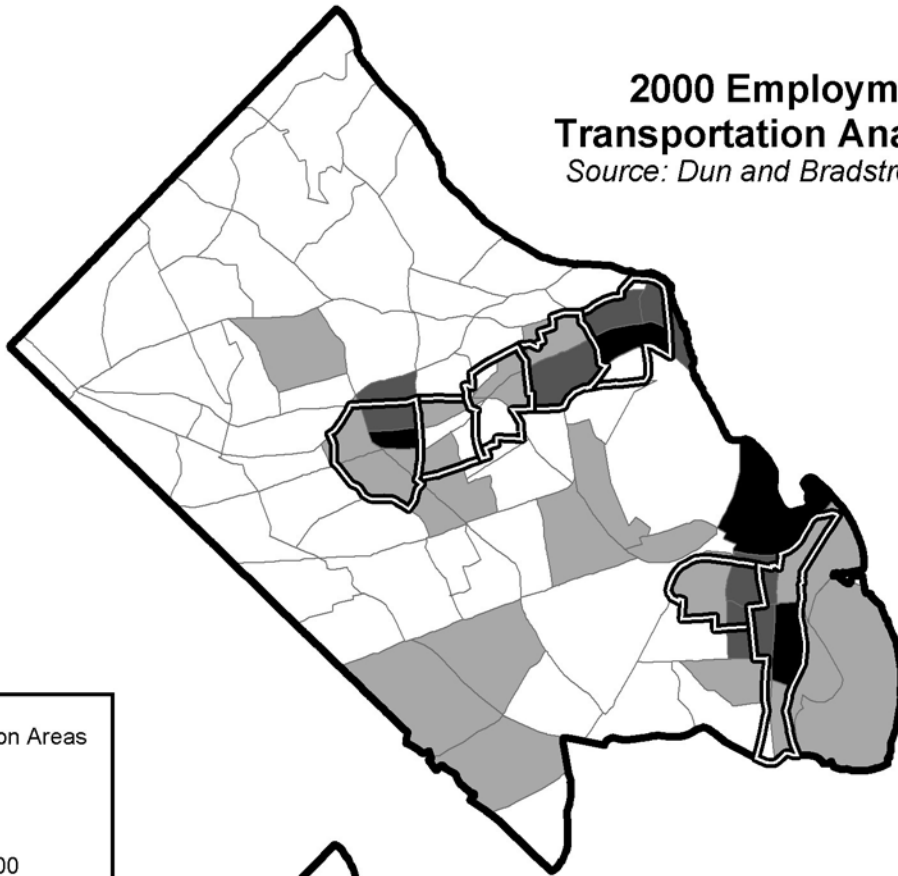 2000 Employm
Transportation Ana
Source: Dun and Bradstre
on Areas
00